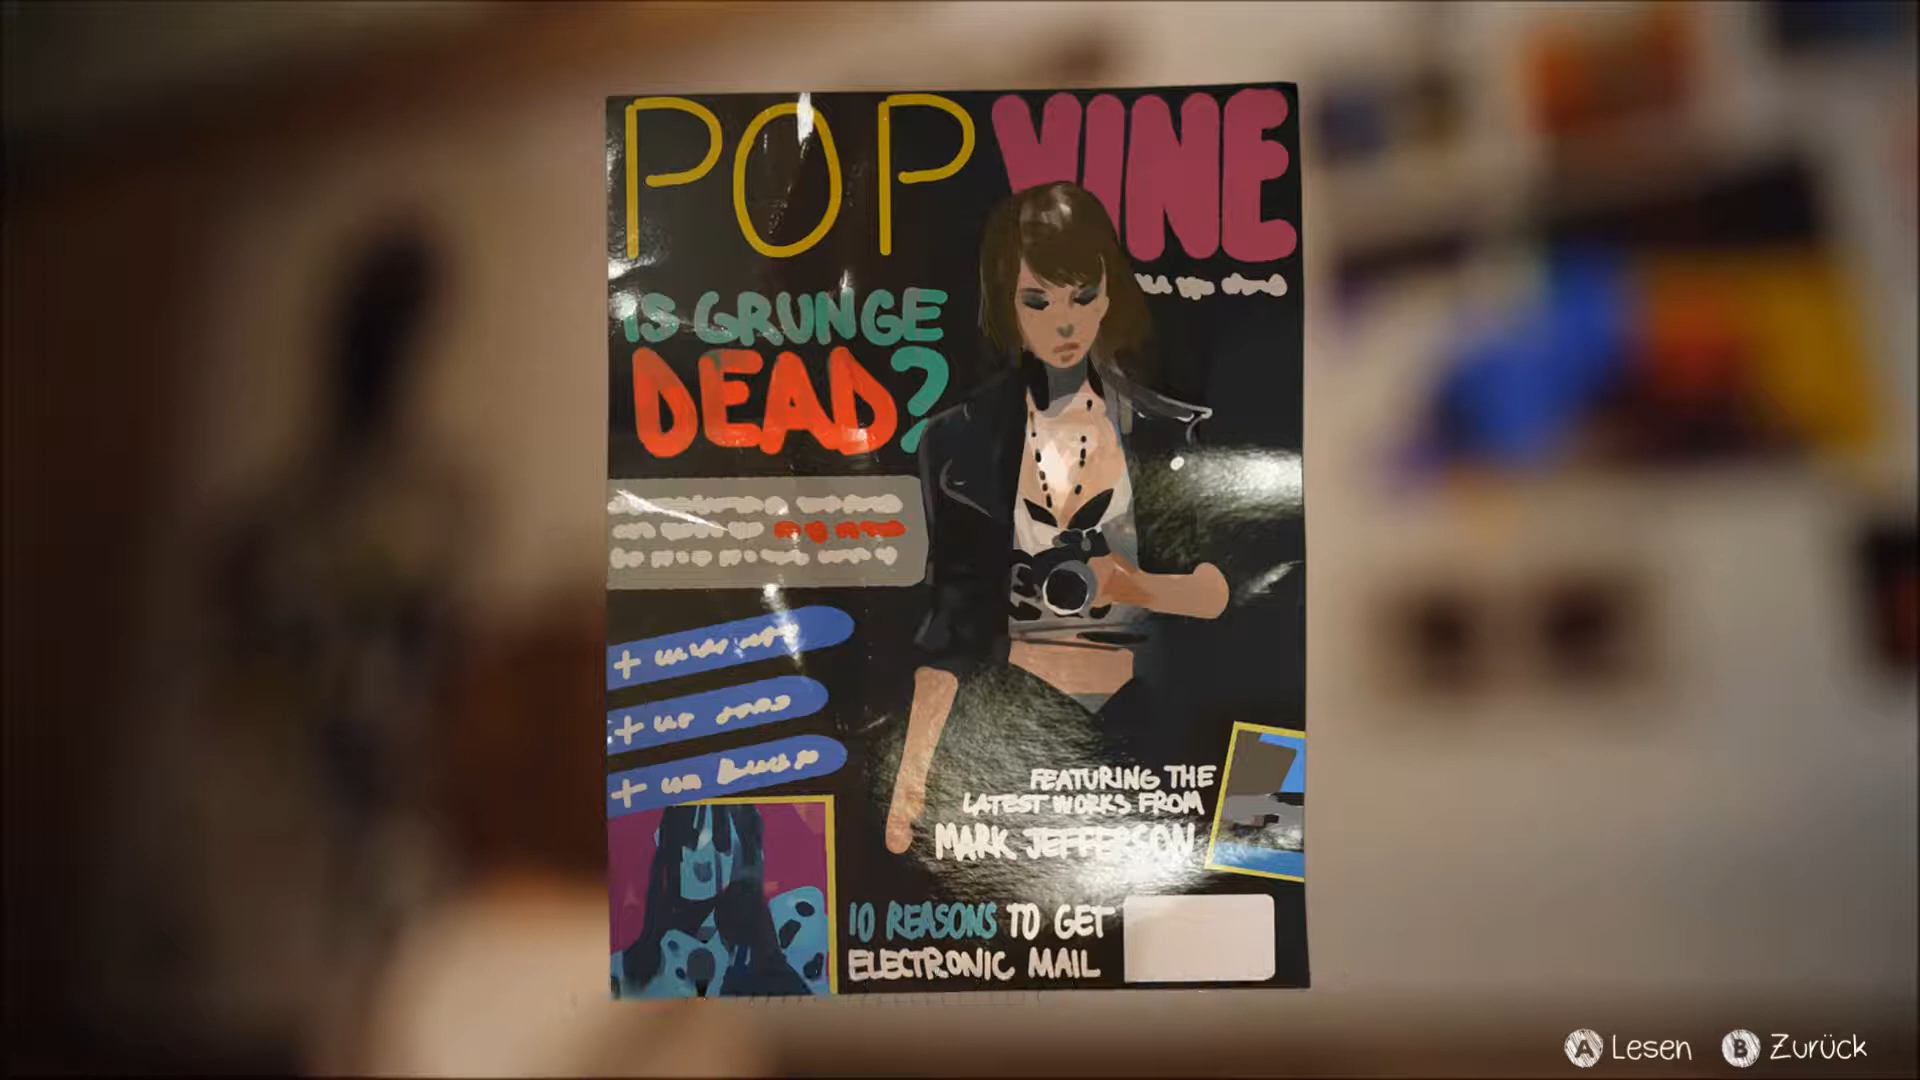 POP VINE
IS GRUNGE
DEAD?
FEATURING THE
LATEST WORKS FROM
MARK JEFFERSON
10 REASONS TO GET
ELECTRONIC MAIL
A Lesen B Zurück